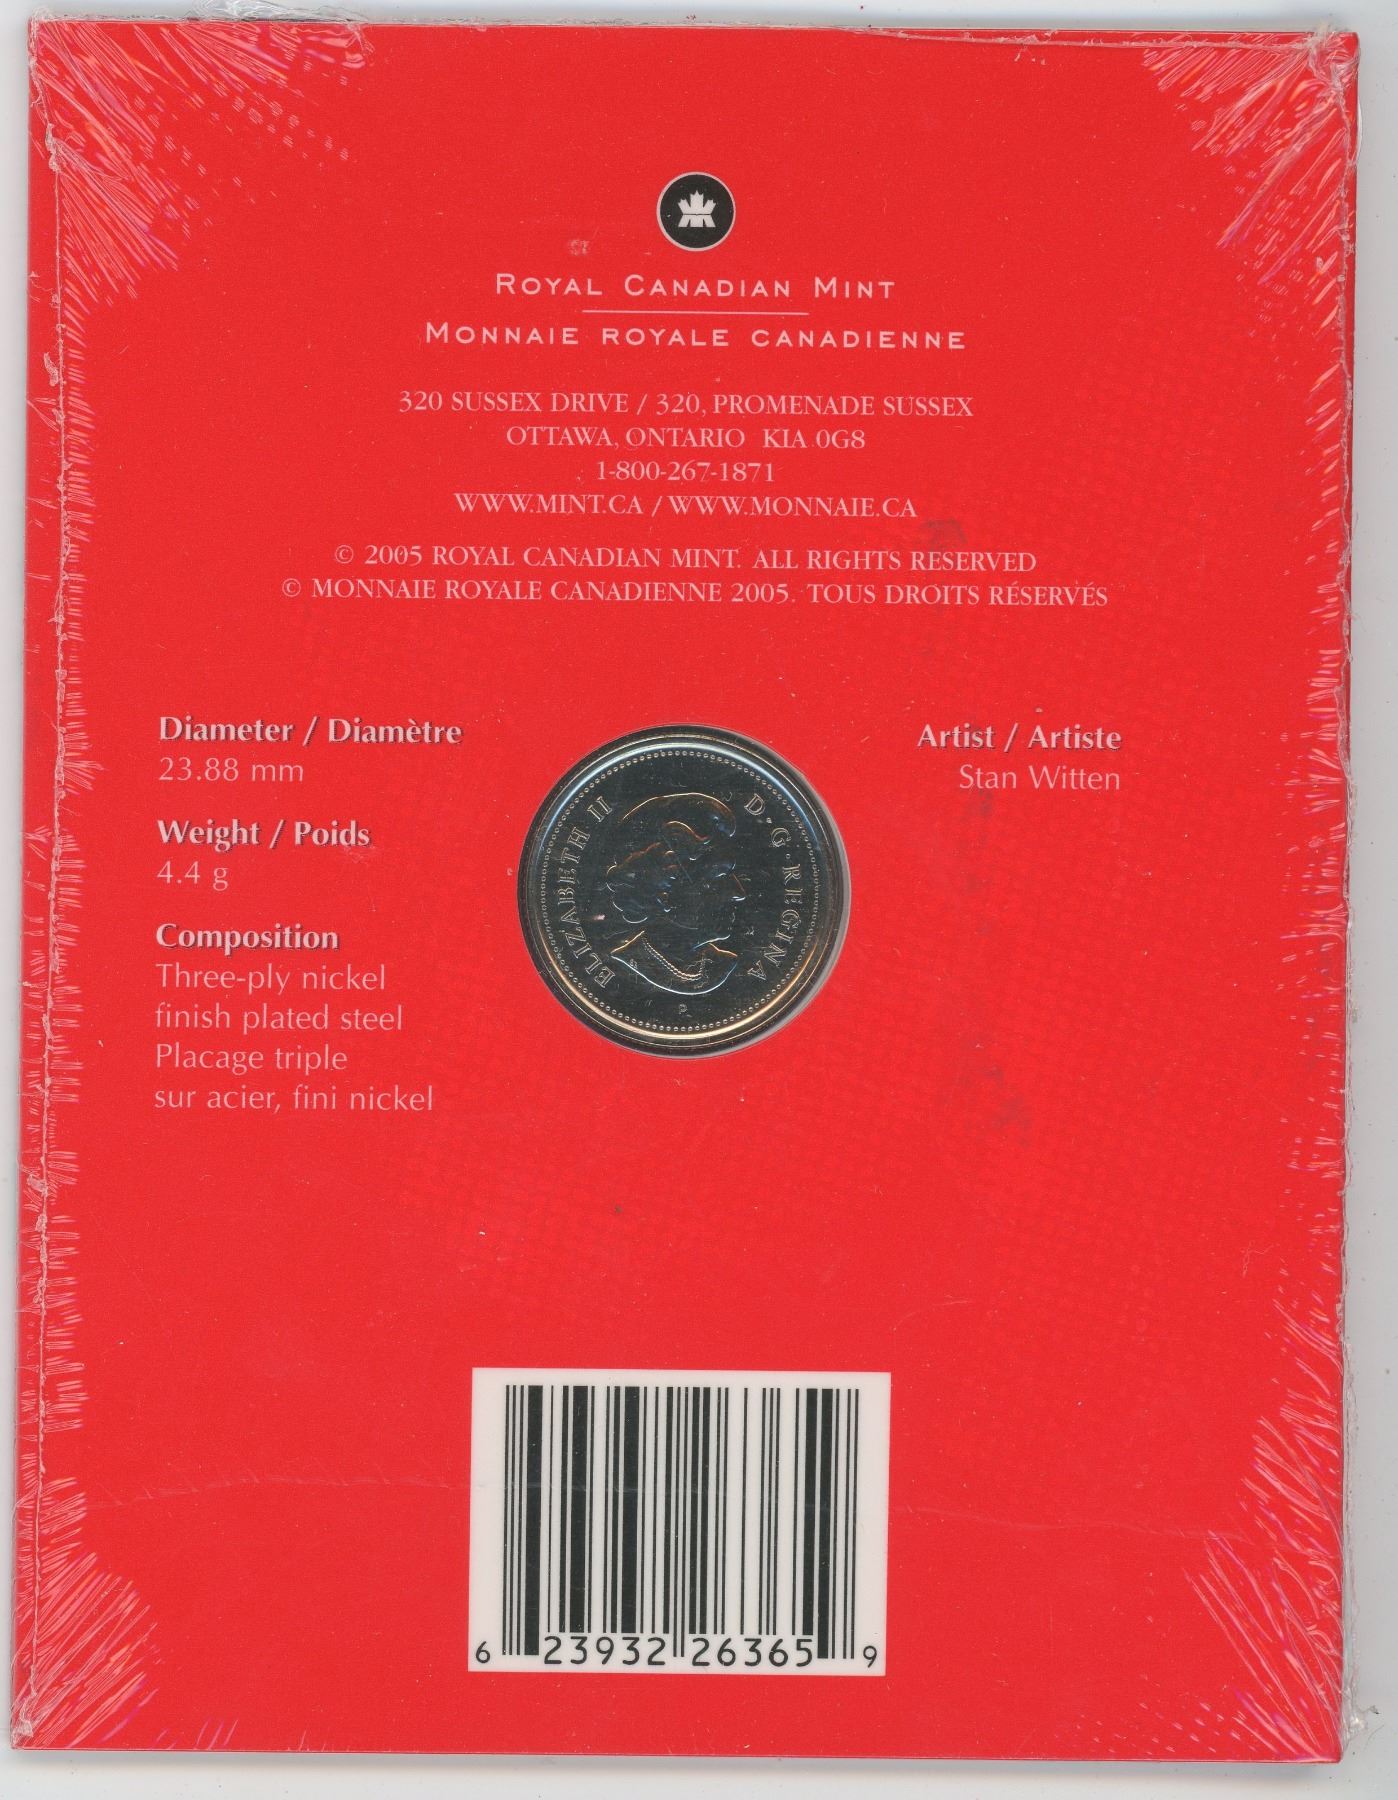 ROYAL CANADIAN MINT
MONNAIE ROYALE CANADIENNE
320 SUSSEX DRIVE / 320, PROMENADE SUSSEX
OTTAWA, ONTARIO KIA 0G8
1-800-267-1871
WWW.MINT.CA / WWW.MONNAIE.CA
© 2005 ROYAL CANADIAN MINT. ALL RIGHTS RESERVED
© MONNAIE ROYALE CANADIENNE 2005. TOUS DROITS RÉSERVÉS
Diameter / Diamètre
23.88 mm
Weight / Poids
4.4 g
Composition
Three-ply nickel
finish plated steel
Placage triple
sur acier, fini nickel
ELIZABETH II
D.G.REGINA
P
Artist / Artiste
Stan Witten
6 23932 26365 9